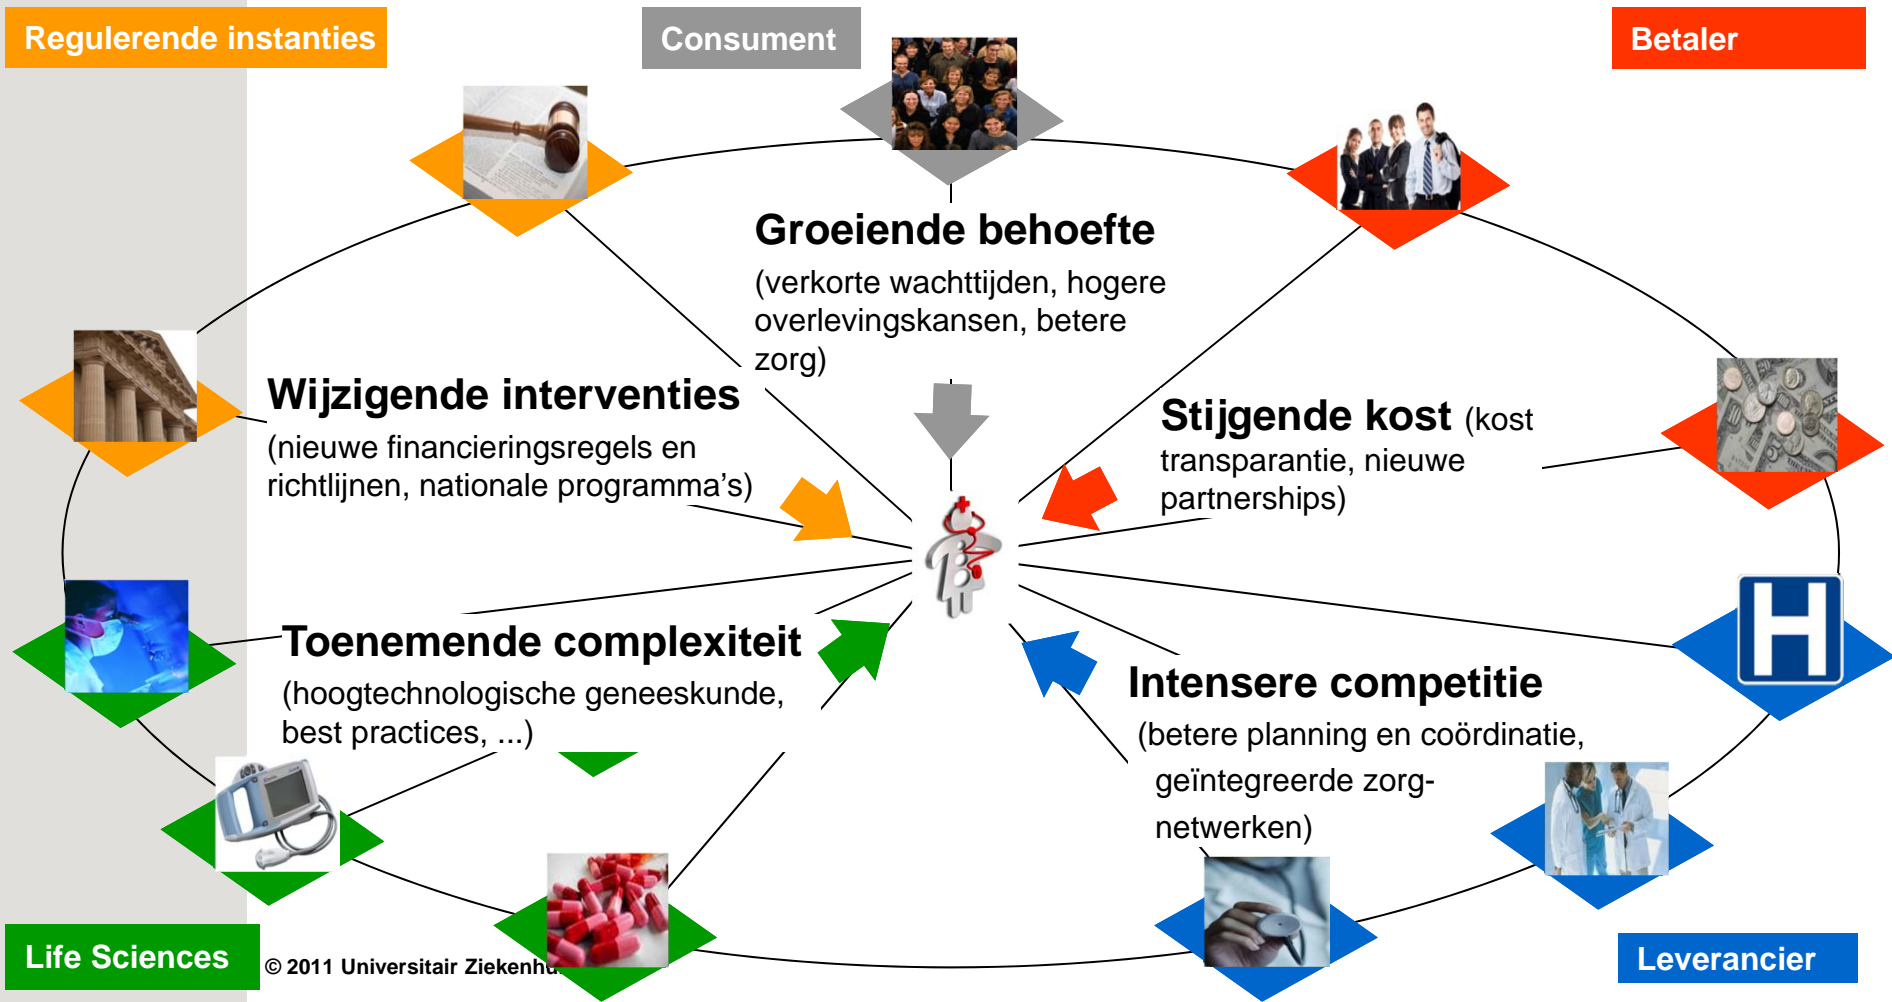 Regulerende instanties
Consument
Betaler
Groeiende behoefte
(verkorte wachttijden, hogere
overlevingskansen, betere
zorg)
Wijzigende interventies
(nieuwe financieringsregels en
richtlijnen, nationale programma's)
Stijgende kost (kost
transparantie, nieuwe
partnerships)
H
Toenemende complexiteit
(hoogtechnologische geneeskunde,
best practices, ...)
Intensere competitie
(betere planning en coördinatie,
geïntegreerde zorg-
netwerken)
Life Sciences
© 2011 Universitair
Leverancier